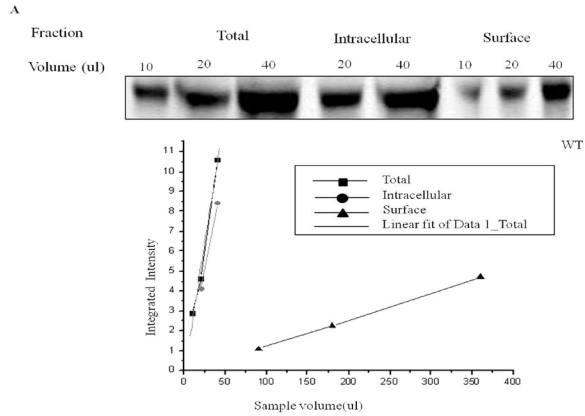 A
Fraction Total Intracellular Surface
Volume (ul) 10 20 40 20 40 10 20 40
WT
11
10
9
8
7
6
5
4
3
2
1
0
Integrated Intensity
Total
Intracellular
Surface
Linear fit of Data 1_Total
0 50 100 150 200 250 300 350 400
Sample volume(ul)